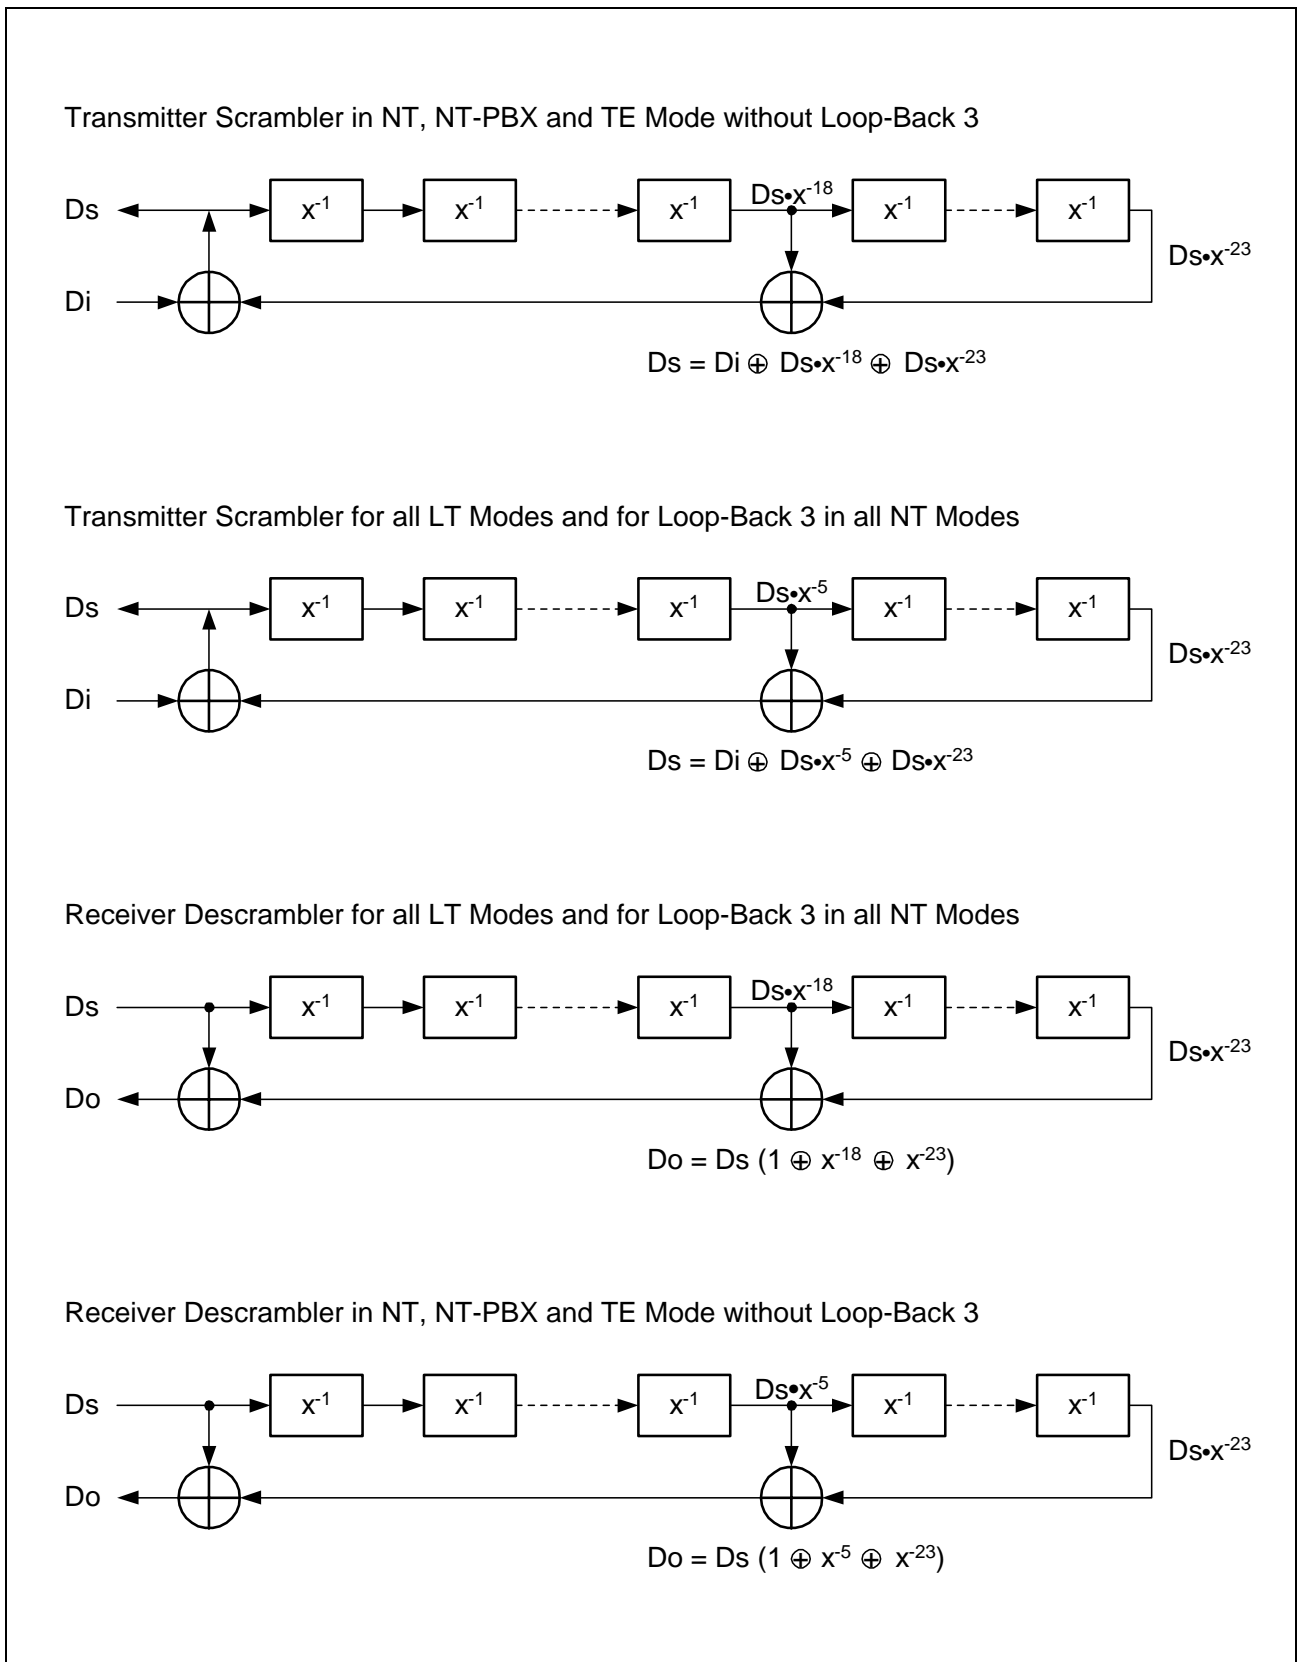 Transmitter Scrambler in NT, NT-PBX and TE Mode without Loop-Back 3
Ds x⁻¹ x⁻¹ x⁻¹ Ds•x⁻¹⁸ x⁻¹ x⁻¹
Ds•x⁻²³
Di
Ds = Di ⊕ Ds•x⁻¹⁸ ⊕ Ds•x⁻²³
Transmitter Scrambler for all LT Modes and for Loop-Back 3 in all NT Modes
Ds x⁻¹ x⁻¹ x⁻¹ Ds•x⁻⁵ x⁻¹ x⁻¹
Ds•x⁻²³
Di
Ds = Di ⊕ Ds•x⁻⁵ ⊕ Ds•x⁻²³
Receiver Descrambler for all LT Modes and for Loop-Back 3 in all NT Modes
Ds x⁻¹ x⁻¹ x⁻¹ Ds•x⁻¹⁸ x⁻¹ x⁻¹
Ds•x⁻²³
Do
Do = Ds (1 ⊕ x⁻¹⁸ ⊕ x⁻²³)
Receiver Descrambler in NT, NT-PBX and TE Mode without Loop-Back 3
Ds x⁻¹ x⁻¹ x⁻¹ Ds•x⁻⁵ x⁻¹ x⁻¹
Ds•x⁻²³
Do
Do = Ds (1 ⊕ x⁻⁵ ⊕ x⁻²³)